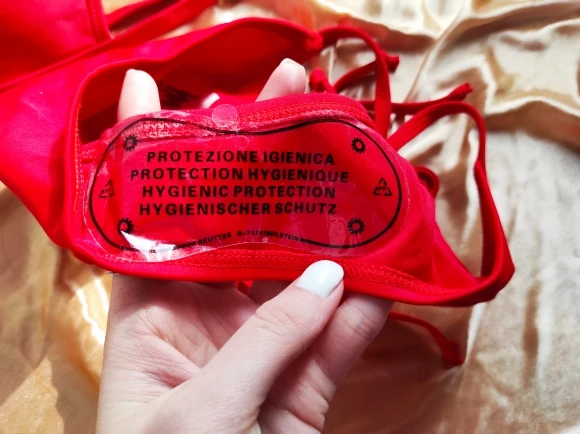 PROTEZIONE IGIENICA
PROTECTION HYGIENIQUE
HYGIENIC PROTECTION
HYGIENISCHER SCHUTZ